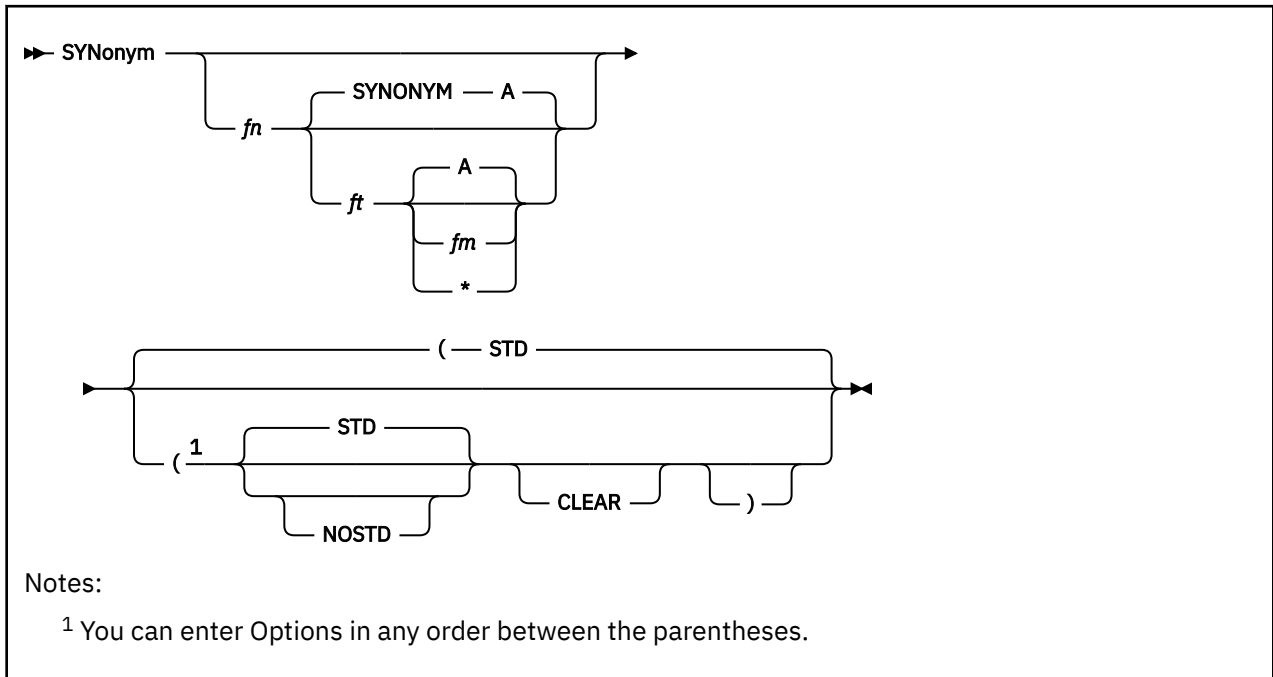 SYNonym
SYNONYM A
fn
A
ft
fm
*
( STD
STD
( 1
CLEAR )
NOSTD
Notes:
1 You can enter Options in any order between the parentheses.